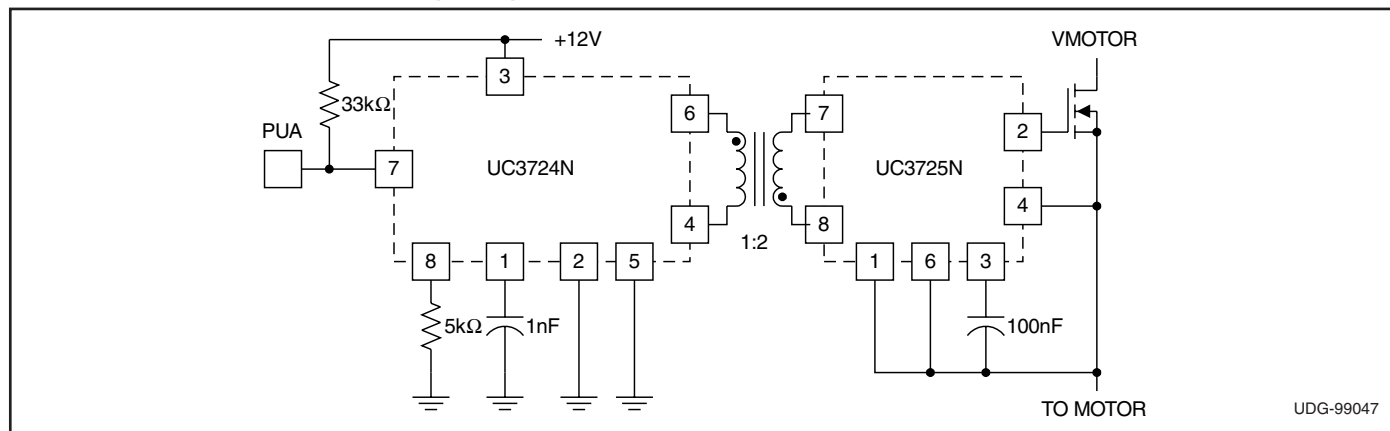 +12V
VMOTOR
3
33kΩ
6
7
PUA
2
7
UC3724N
UC3725N
4
4
8
1:2
8
1
2
5
1
6
3
5kΩ
1nF
100nF
TO MOTOR
UDG-99047